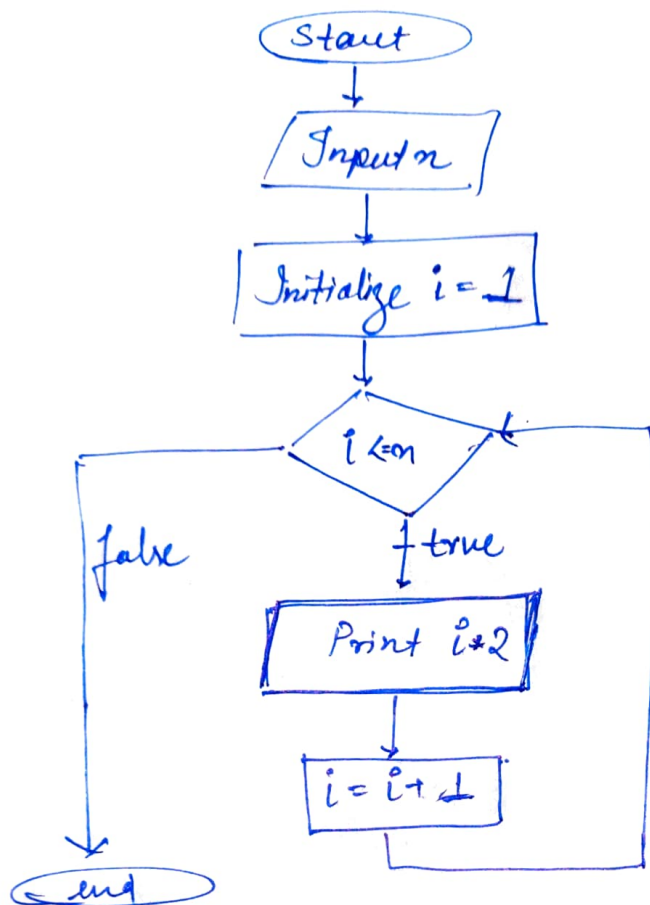 Start
Input n
Initialize i = 1
i <= n
false
true
Print i*2
i = i + 1
end